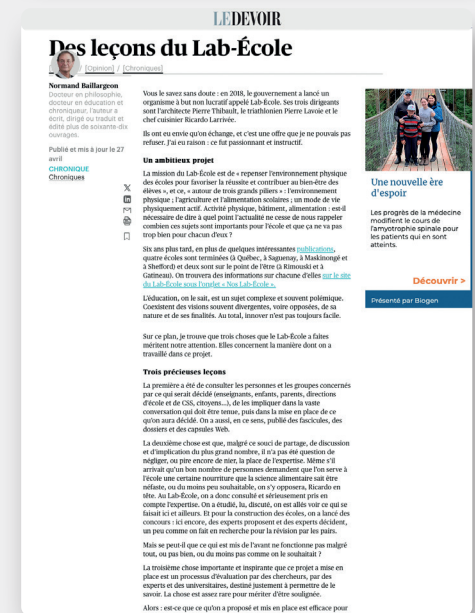 LE DEVOIR
Des leçons du Lab-École
[Opinion] / [Chroniques]
Normand Baillargeon
Docteur en philosophie,
docteur en éducation et
chroniqueur, l'auteur a
écrit, dirigé ou traduit et
édité plus de soixante-dix
ouvrages.
Publié et mis à jour le 27
avril
CHRONIQUE
Chroniques
Vous le savez sans doute : en 2018, le gouvernement a lancé un
organisme à but non lucratif appelé Lab-École. Ses trois dirigeants
sont l'architecte Pierre Thibault, le triathlonien Pierre Lavoie et le
chef cuisinier Ricardo Larrivée.
Ils ont eu envie qu'on échange, et c'est une offre que je ne pouvais pas
refuser. J'ai eu raison : ce fut passionnant et instructif.
Un ambitieux projet
La mission du Lab-École est de « repenser l'environnement physique
des écoles pour favoriser la réussite et contribuer au bien-être des
élèves », et ce, « autour de trois grands piliers » : l'environnement
physique ; l'agriculture et l'alimentation scolaires ; un mode de vie
physiquement actif. Activité physique, bâtiment, alimentation : est-il
nécessaire de dire à quel point l'actualité ne cesse de nous rappeler
combien ces sujets sont importants pour l'école et que ça ne va pas
trop bien pour chacun d'eux ?
Six ans plus tard, en plus de quelques intéressantes publications,
quatre écoles sont terminées (à Québec, à Saguenay, à Maskinongé et
à Shefford) et deux sont sur le point de l'être (à Rimouski et à
Gatineau). On trouvera des informations sur chacune d'elles sur le site
du Lab-École sous l'onglet « Nos Lab-École ».
L'éducation, on le sait, est un sujet complexe et souvent polémique.
Coexistent des visions souvent divergentes, voire opposées, de sa
nature et de ses finalités. Au total, innover n'est pas toujours facile.
Sur ce plan, je trouve que trois choses que le Lab-École a faites
méritent notre attention. Elles concernent la manière dont on a
travaillé dans ce projet.
Trois précieuses leçons
La première a été de consulter les personnes et les groupes concernés
par ce qui serait décidé (enseignants, enfants, parents, directions
d'école et de CSS, citoyens...), de les impliquer dans la vaste
conversation qui doit être tenue, puis dans la mise en place de ce
qu'on aura décidé. On a aussi, en ce sens, publié des fascicules, des
dossiers et des capsules Web.
La deuxième chose est que, malgré ce souci de partage, de discussion
et d'implication du plus grand nombre, il n'a pas été question de
négliger, ou pire encore de nier, la place de l'expertise. Même s'il
arrivait qu'un bon nombre de personnes demandent que l'on serve à
l'école une certaine nourriture que la science alimentaire sait être
néfaste, ou du moins peu souhaitable, on s'y opposera, Ricardo en
tête. Au Lab-École, on a donc consulté et sérieusement pris en
compte l'expertise. On a étudié, lu, discuté, on est allés voir ce qui se
faisait ici et ailleurs. Et pour la construction des écoles, on a lancé des
concours : ici encore, des experts proposent et des experts décident,
un peu comme on fait en recherche pour la révision par les pairs.
Mais se peut-il que ce qui est mis de l'avant ne fonctionne pas malgré
tout, ou pas bien, ou du moins pas comme on le souhaitait ?
La troisième chose importante et inspirante que ce projet a mise en
place est un processus d'évaluation par des chercheurs, par des
experts et des universitaires, destiné justement à permettre de le
savoir. La chose est assez rare pour mériter d'être soulignée.
Alors : est-ce que ce qu'on a proposé et mis en place est efficace pour
Une nouvelle ère
d'espoir
Les progrès de la médecine
modifient le cours de
l'amyotrophie spinale pour
les patients qui en sont
atteints.
Découvrir >
Présenté par Biogen